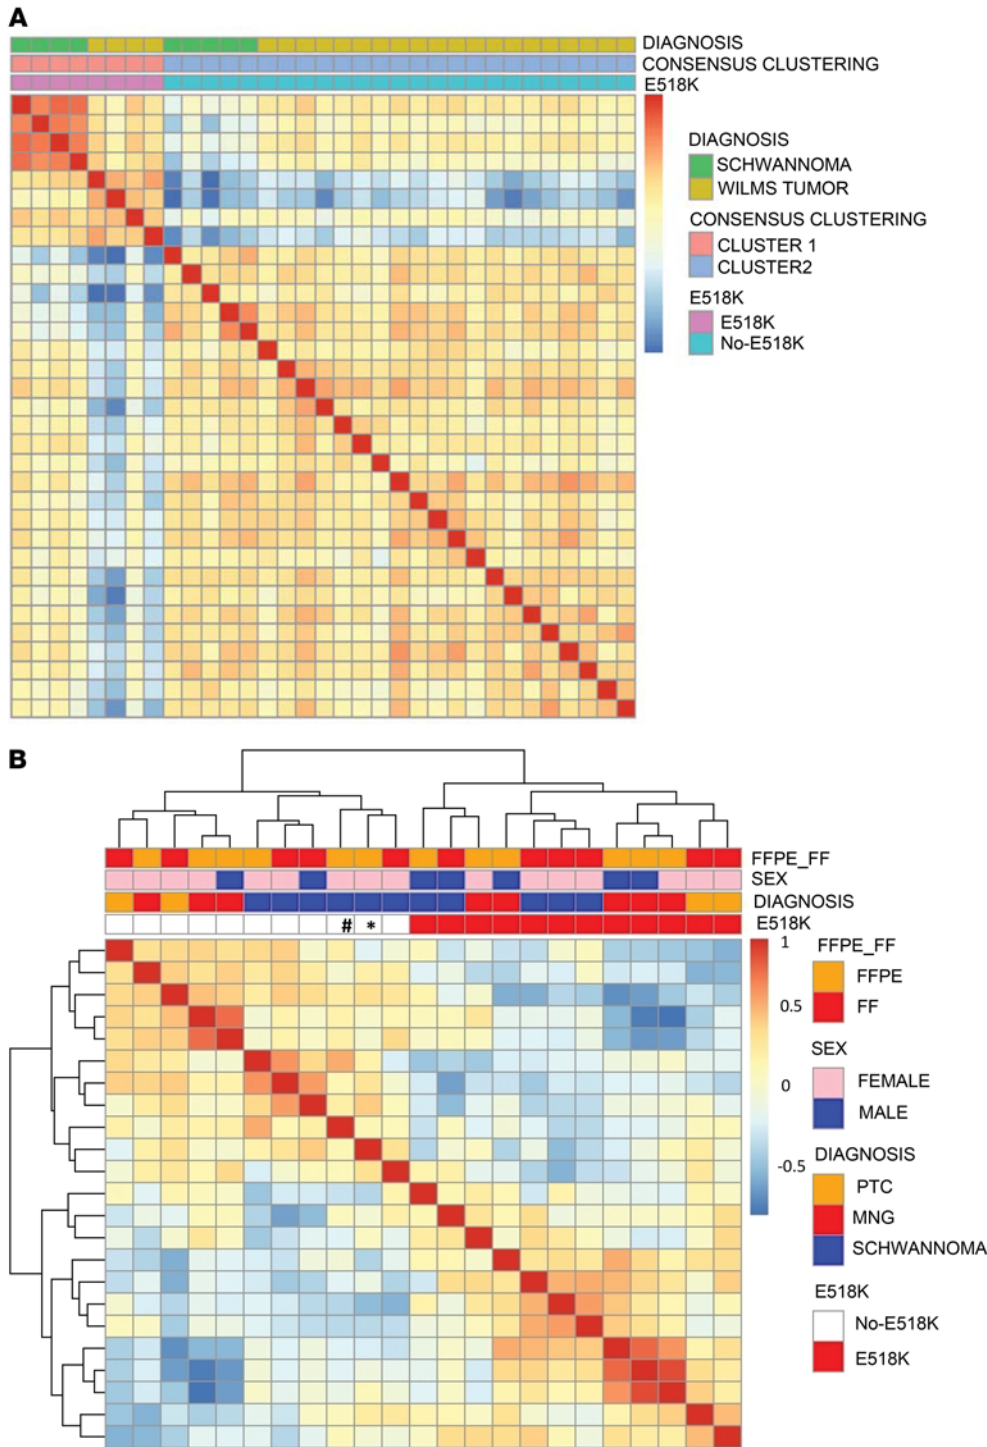 A
DIAGNOSIS
CONSENSUS CLUSTERING
E518K
DIAGNOSIS
SCHWANNOMA
WILMS TUMOR
CONSENSUS CLUSTERING
CLUSTER 1
CLUSTER2
E518K
E518K
No-E518K
B
FFPE_FF
SEX
DIAGNOSIS
# * E518K
1
0.5
0
-0.5
FFPE_FF
FFPE
FF
SEX
FEMALE
MALE
DIAGNOSIS
PTC
MNG
SCHWANNOMA
E518K
No-E518K
E518K